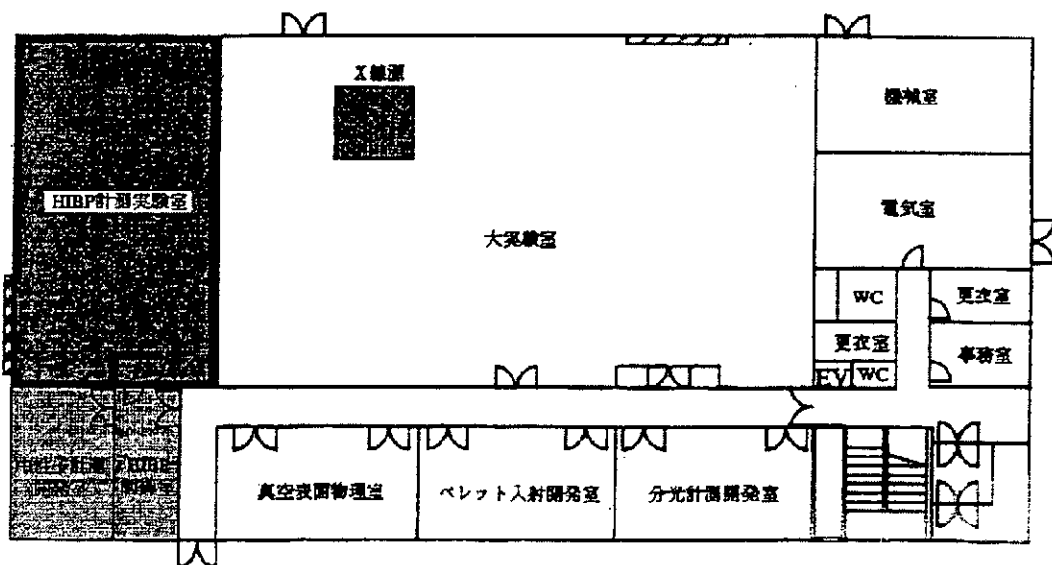 X線源
機械室
HIBP計測実験室
電気室
大実験室
WC
更衣室
更衣室
事務室
EV
WC
真空表面物理室
ペレット入射開発室
分光計測開発室